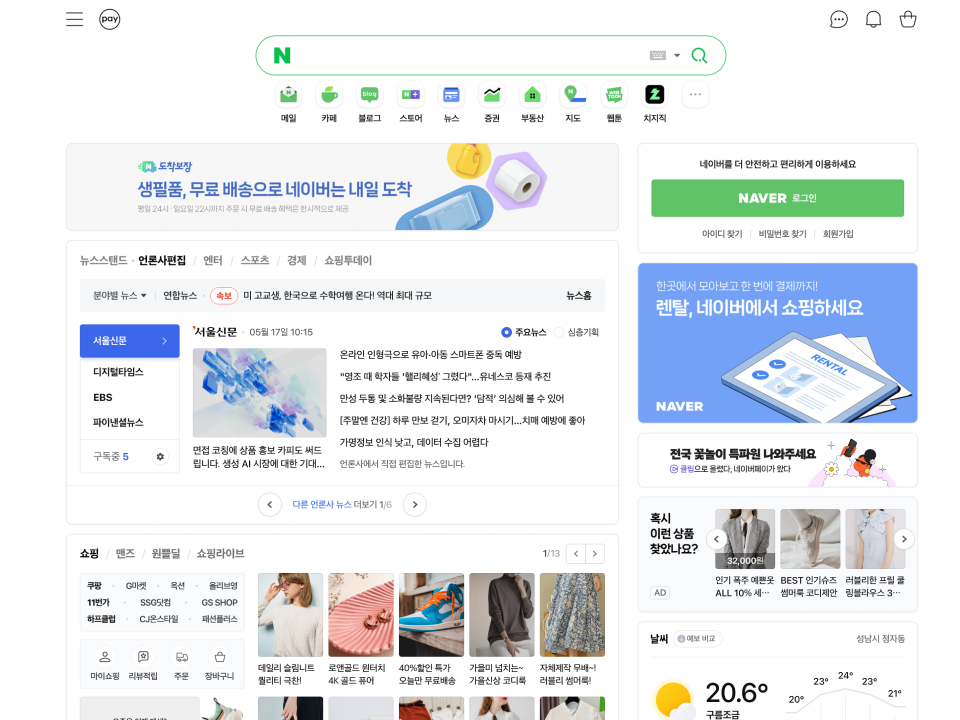 pay
N
메일
카페
블로그
스토어
뉴스
증권
부동산
지도
웹툰
치지직
N 도착보장
생필품, 무료 배송으로 네이버는 내일 도착
평일 24시 · 일요일 22시까지 주문 시 무료 배송 혜택은 한시적으로 제공
네이버를 더 안전하고 편리하게 이용하세요
NAVER 로그인
아이디 찾기
비밀번호 찾기
회원가입
뉴스스탠드 · 언론사편집 / 엔터 / 스포츠 / 경제 / 쇼핑투데이
분야별 뉴스
연합뉴스 · 속보 미 고교생, 한국으로 수학여행 온다! 역대 최대 규모
뉴스홈
서울신문
디지털타임스
EBS
파이낸셜뉴스
구독중 5
서울신문 · 05월 17일 10:15
주요뉴스
심층기획
면접 코칭에 상품 홍보 카피도 써드
립니다. 생성 AI 시장에 대한 기대...
온라인 인형극으로 유아·아동 스마트폰 중독 예방
"영조 때 학자들 '핼리혜성' 그렸다"…유네스코 등재 추진
만성 두통 및 소화불량 지속된다면? '담적' 의심해 볼 수 있어
[주말엔 건강] 하루 만보 걷기, 오미자차 마시기…치매 예방에 좋아
가명정보 인식 낮고, 데이터 수집 어렵다
언론사에서 직접 편집한 뉴스입니다.
다른 언론사 뉴스 더보기 1/6
한곳에서 모아보고 한 번에 결제까지!
렌탈, 네이버에서 쇼핑하세요
RENTAL
NAVER
전국 꽃놀이 특파원 나와주세요
클립으로 올렸다, 네이버페이가 왔다
혹시
이런 상품
찾았나요?
AD
32,000원
인기 폭주 예쁜옷
ALL 10% 세…
BEST 인기슈즈
썸머룩 코디제안
러블리한 프릴 쿨
링블라우스 3…
쇼핑 / 맨즈 / 원쁠딜 / 쇼핑라이브
1/13
쿠팡 · G마켓 · 옥션 · 올리브영
11번가 · SSG닷컴 · GS SHOP
하프클럽 · CJ온스타일 · 패션플러스
마이쇼핑
리뷰적립
주문
장바구니
데일리 슬림니트
퀄리티 극찬!
로앤골드 원터치
4K 골드 퓨어
40%할인 특가
오늘만 무료배송
가을미 넘치는~
가을신상 코디룩
자체제작 무배~!
러블리 썸머룩!
날씨
예보 비교
성남시 정자동
20.6°
구름조금
20°
23°
24°
23°
21°